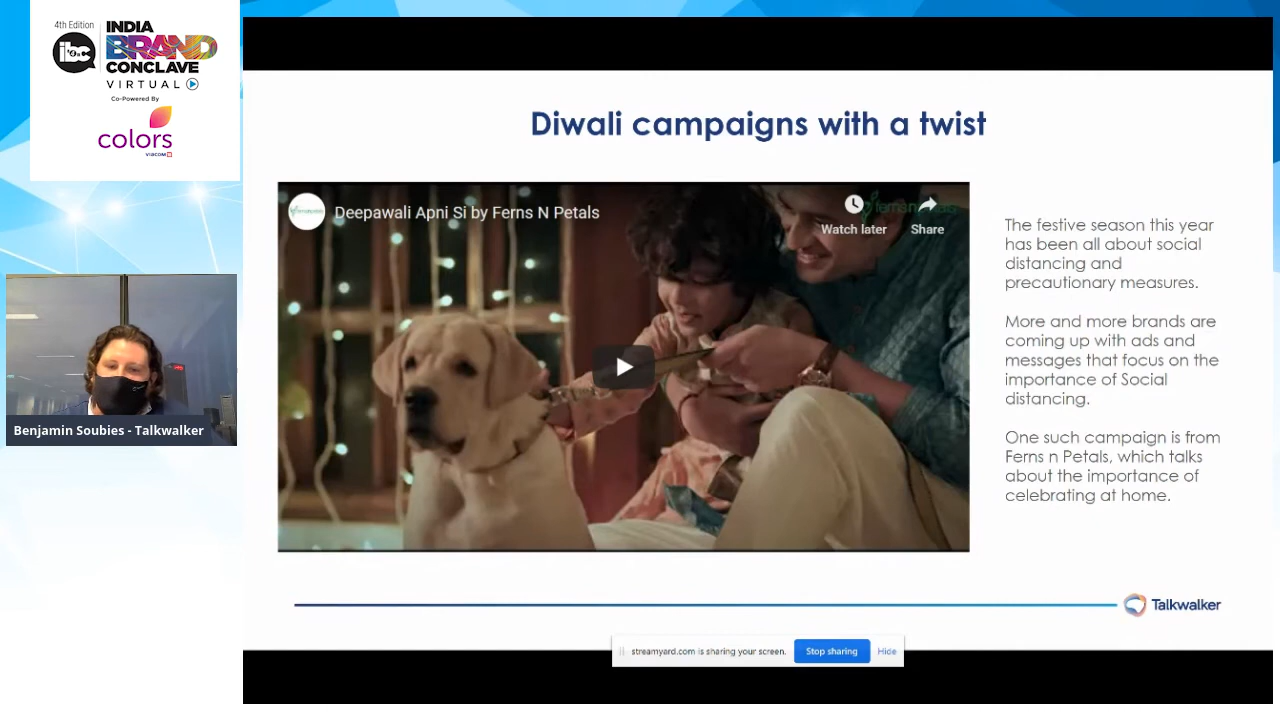 4th Edition
INDIA
BRAND
CONCLAVE
VIRTUAL
Co-Powered By
colors
VIACOM
Benjamin Soubies - Talkwalker
Diwali campaigns with a twist
Deepawali Apni Si by Ferns N Petals
Watch later
Share
The festive season this year
has been all about social
distancing and
precautionary measures.
More and more brands are
coming up with ads and
messages that focus on the
importance of Social
distancing.
One such campaign is from
Ferns n Petals, which talks
about the importance of
celebrating at home.
Talkwalker
streamyard.com is sharing your screen.
Stop sharing
Hide